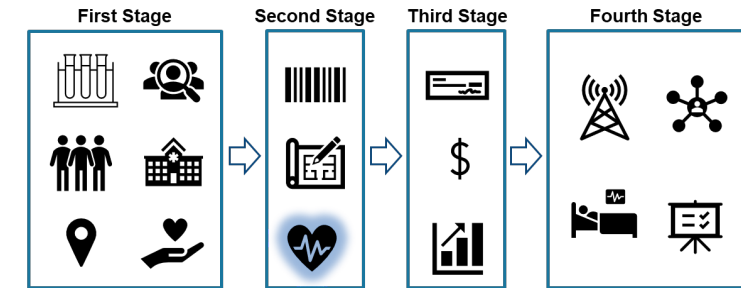 First Stage
Second Stage
Third Stage
Fourth Stage
$